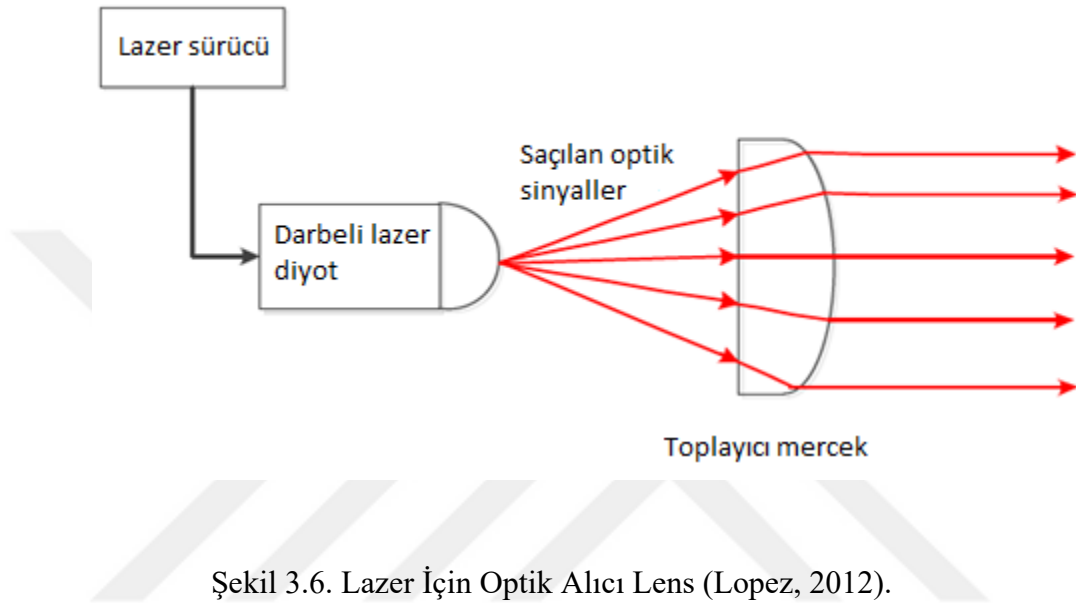 Lazer sürücü
Saçılan optik
sinyaller
Darbeli lazer
diyot
Toplayıcı mercek
Şekil 3.6. Lazer İçin Optik Alıcı Lens (Lopez, 2012).